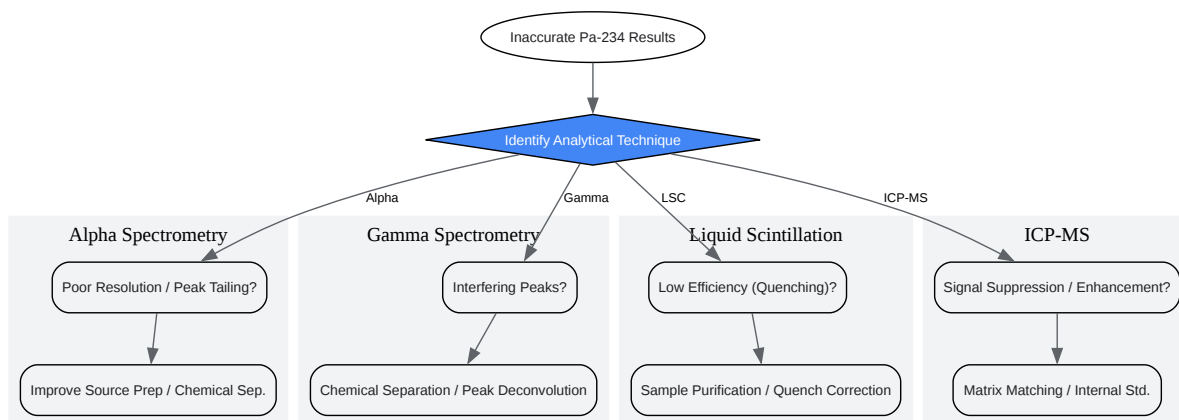 Inaccurate Pa-234 Results
Identify Analytical Technique
Alpha
Gamma
LSC
ICP-MS
Alpha Spectrometry
Gamma Spectrometry
Liquid Scintillation
ICP-MS
Poor Resolution / Peak Tailing?
Interfering Peaks?
Low Efficiency (Quenching)?
Signal Suppression / Enhancement?
Improve Source Prep / Chemical Sep.
Chemical Separation / Peak Deconvolution
Sample Purification / Quench Correction
Matrix Matching / Internal Std.